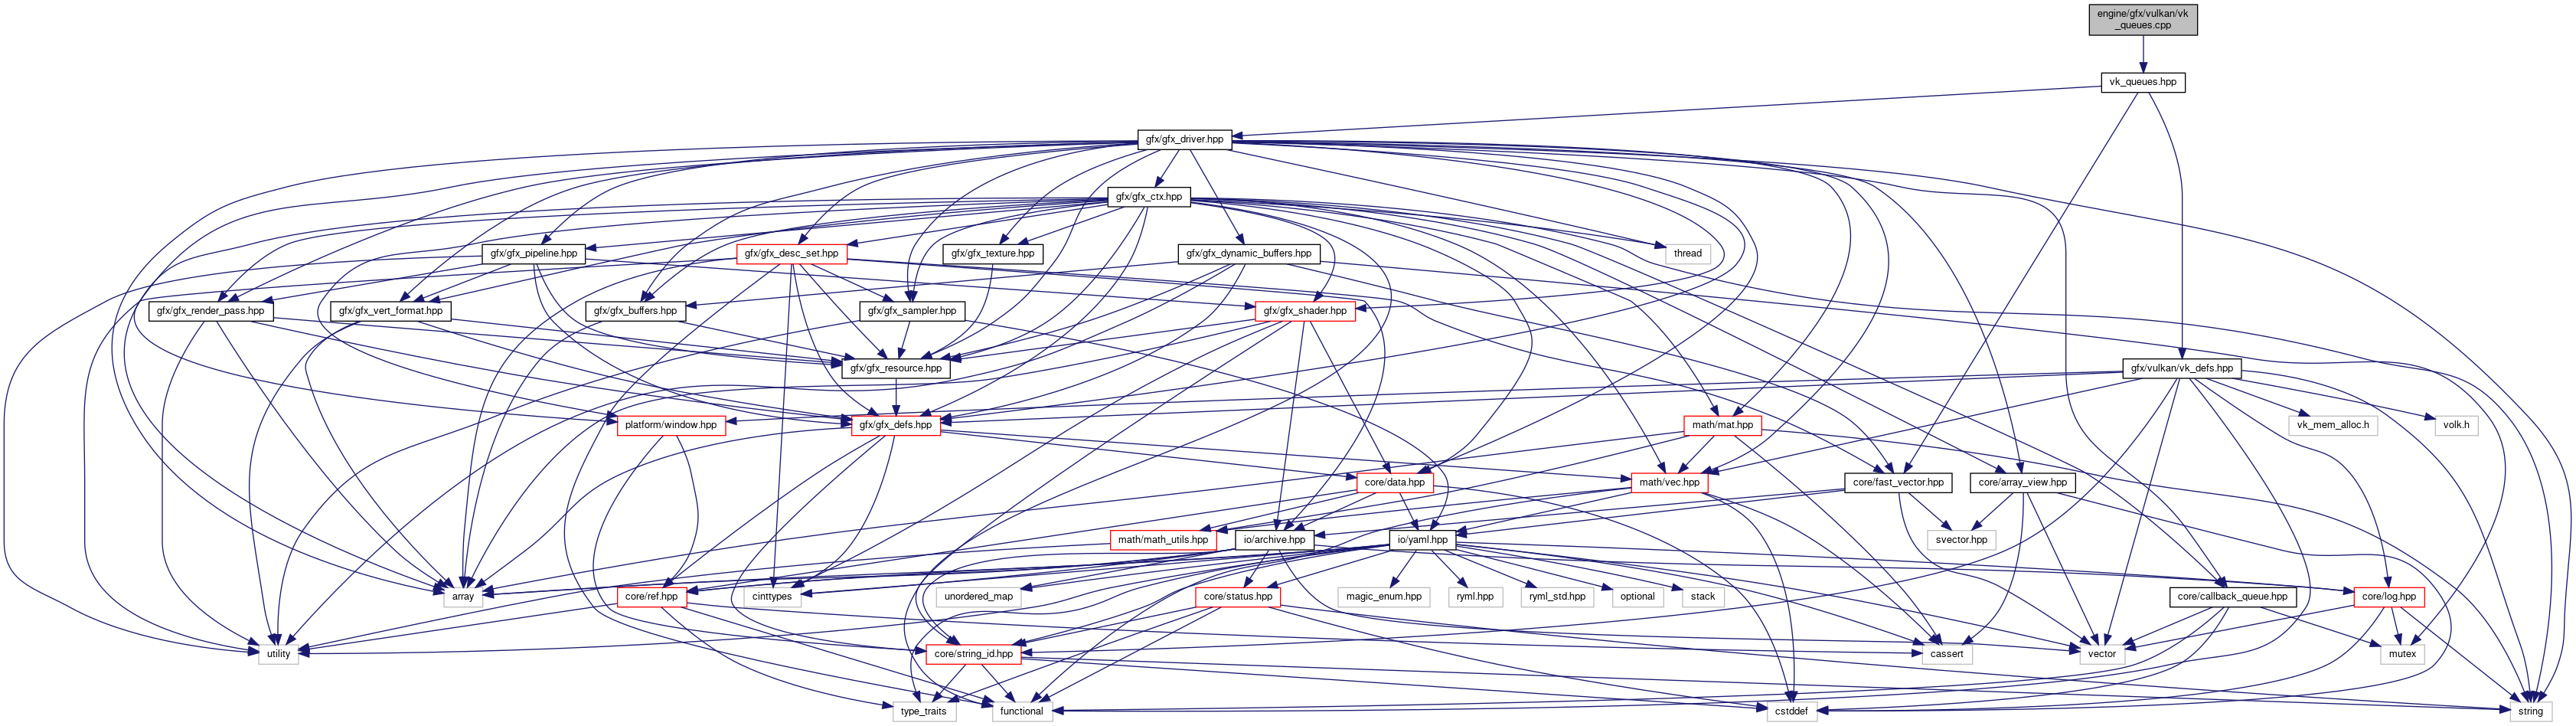 engine/gfx/vulkan/vk
_queues.cpp
vk_queues.hpp
gfx/gfx_driver.hpp
gfx/gfx_ctx.hpp
gfx/gfx_pipeline.hpp
gfx/gfx_desc_set.hpp
gfx/gfx_texture.hpp
gfx/gfx_dynamic_buffers.hpp
thread
gfx/gfx_render_pass.hpp
gfx/gfx_vert_format.hpp
gfx/gfx_buffers.hpp
gfx/gfx_sampler.hpp
gfx/gfx_shader.hpp
gfx/gfx_resource.hpp
gfx/vulkan/vk_defs.hpp
platform/window.hpp
gfx/gfx_defs.hpp
math/mat.hpp
vk_mem_alloc.h
volk.h
core/data.hpp
math/vec.hpp
core/fast_vector.hpp
core/array_view.hpp
math/math_utils.hpp
io/archive.hpp
io/yaml.hpp
svector.hpp
array
core/ref.hpp
cinttypes
unordered_map
core/status.hpp
magic_enum.hpp
ryml.hpp
ryml_std.hpp
optional
stack
core/callback_queue.hpp
core/log.hpp
utility
core/string_id.hpp
cassert
vector
mutex
type_traits
functional
cstddef
string